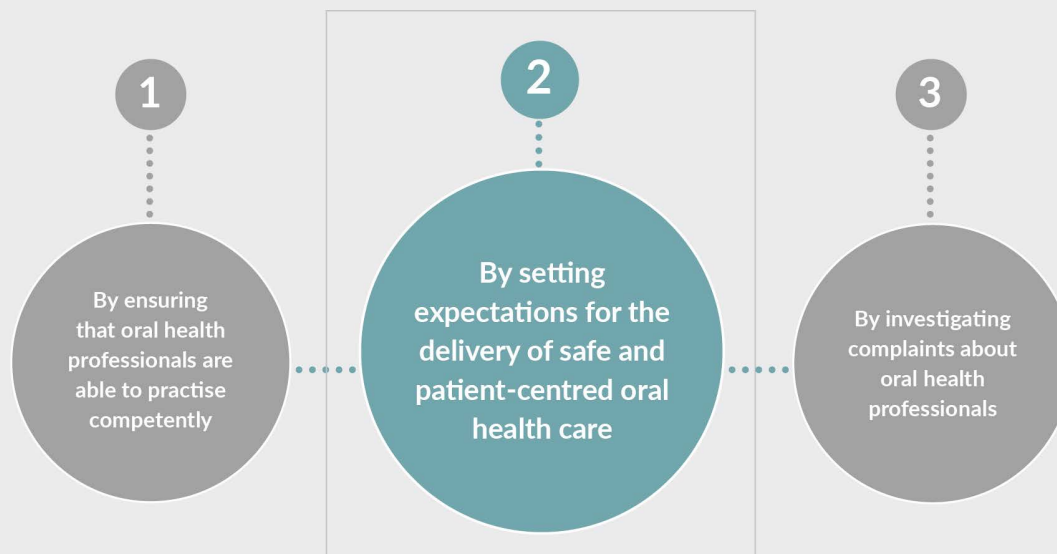 1
By ensuring
that oral health
professionals are
able to practise
competently
2
By setting
expectations for the
delivery of safe and
patient-centred oral
health care
3
By investigating
complaints about
oral health
professionals